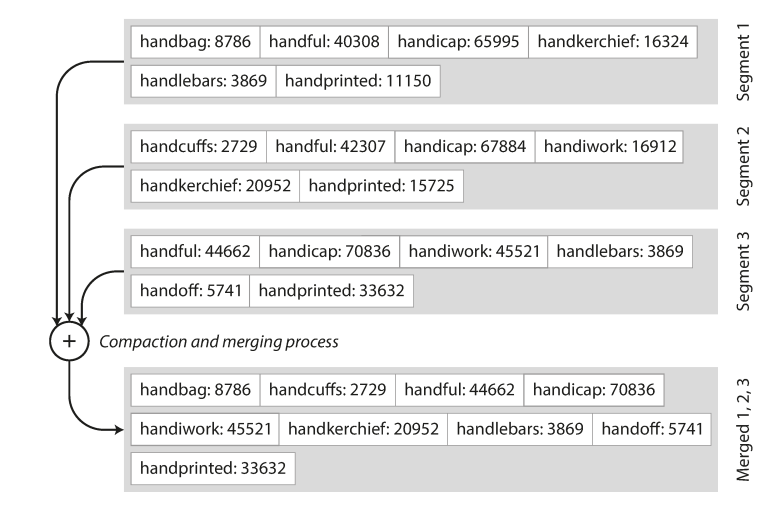 handbag: 8786 handful: 40308 handicap: 65995 handkerchief: 16324
handlebars: 3869 handprinted: 11150
Segment 1
handcuffs: 2729 handful: 42307 handicap: 67884 handiwork: 16912
handkerchief: 20952 handprinted: 15725
Segment 2
handful: 44662 handicap: 70836 handiwork: 45521 handlebars: 3869
handoff: 5741 handprinted: 33632
Segment 3
+ Compaction and merging process
handbag: 8786 handcuffs: 2729 handful: 44662 handicap: 70836
handiwork: 45521 handkerchief: 20952 handlebars: 3869 handoff: 5741
handprinted: 33632
Merged 1, 2, 3